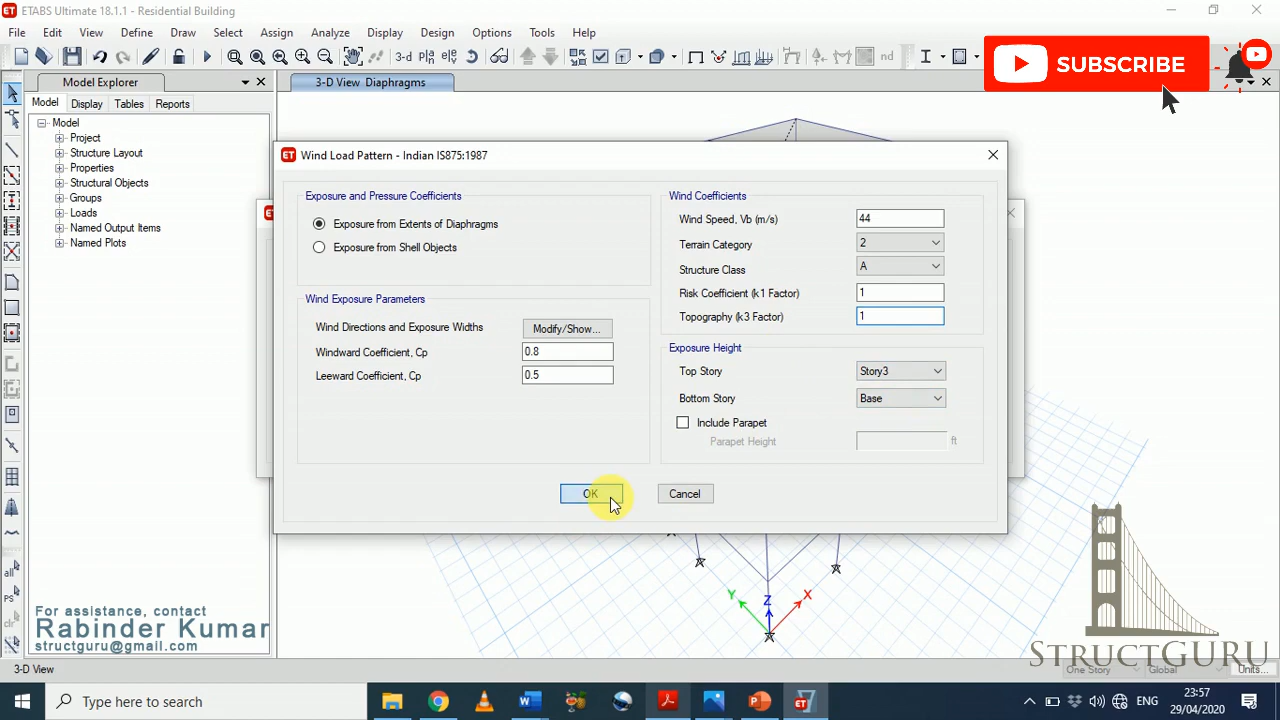 ETABS Ultimate 18.1.1 - Residential Building
File Edit View Define Draw Select Assign Analyze Display Design Options Tools Help
3-d nd
SUBSCRIBE
Model Explorer
3-D View Diaphragms
Model Display Tables Reports
Model
Project
Structure Layout
Properties
Structural Objects
Groups
Loads
Named Output Items
Named Plots
Wind Load Pattern - Indian IS875:1987
Exposure and Pressure Coefficients
Exposure from Extents of Diaphragms
Exposure from Shell Objects
Wind Exposure Parameters
Wind Directions and Exposure Widths Modify/Show...
Windward Coefficient, Cp 0.8
Leeward Coefficient, Cp 0.5
Wind Coefficients
Wind Speed, Vb (m/s) 44
Terrain Category 2
Structure Class A
Risk Coefficient (k1 Factor) 1
Topography (k3 Factor) 1
Exposure Height
Top Story Story3
Bottom Story Base
Include Parapet
Parapet Height ft
OK Cancel
all
PS
clr
Y Z X
For assistance, contact
Rabinder Kumar
structguru@gmail.com
STRUCTGURU
3-D View
One Story Global Units...
Type here to search
ENG
23:57
29/04/2020